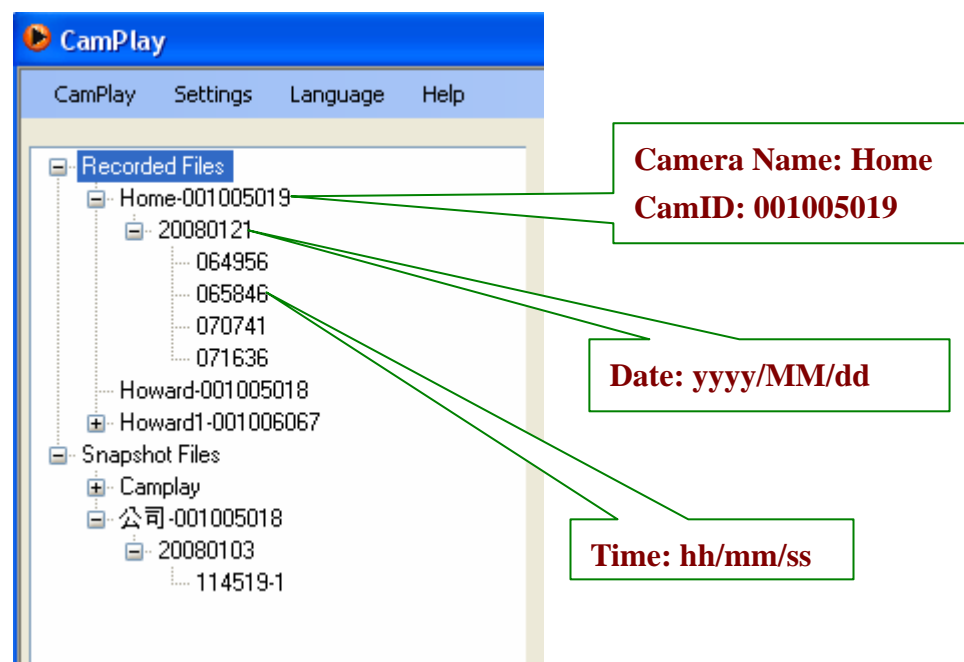 CamPlay
CamPlay Settings Language Help
Recorded Files
Home-001005019
20080121
064956
065846
070741
071636
Howard-001005018
Howard1-001006067
Snapshot Files
Camplay
公司-001005018
20080103
114519-1
Camera Name: Home
CamID: 001005019
Date: yyyy/MM/dd
Time: hh/mm/ss